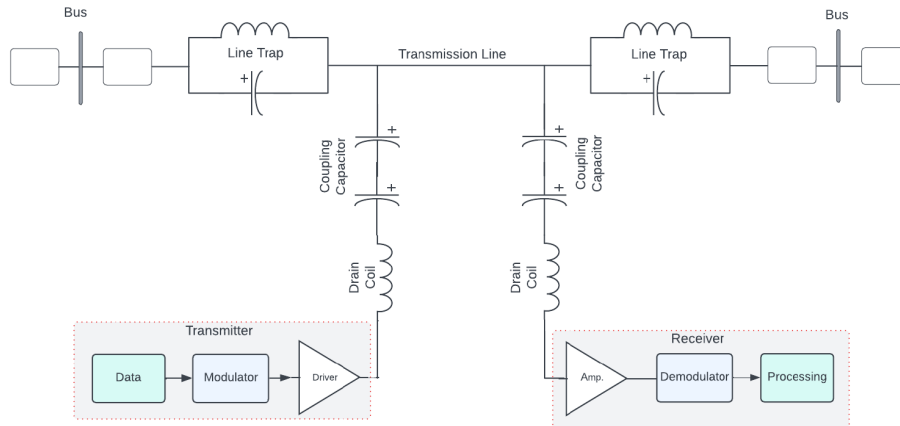 Bus
Bus
Line Trap
Transmission Line
Line Trap
+
+
+
+
Coupling
Capacitor
Coupling
Capacitor
+
+
Drain
Coil
Drain
Coil
Transmitter
Receiver
Data
Modulator
Driver
Amp.
Demodulator
Processing